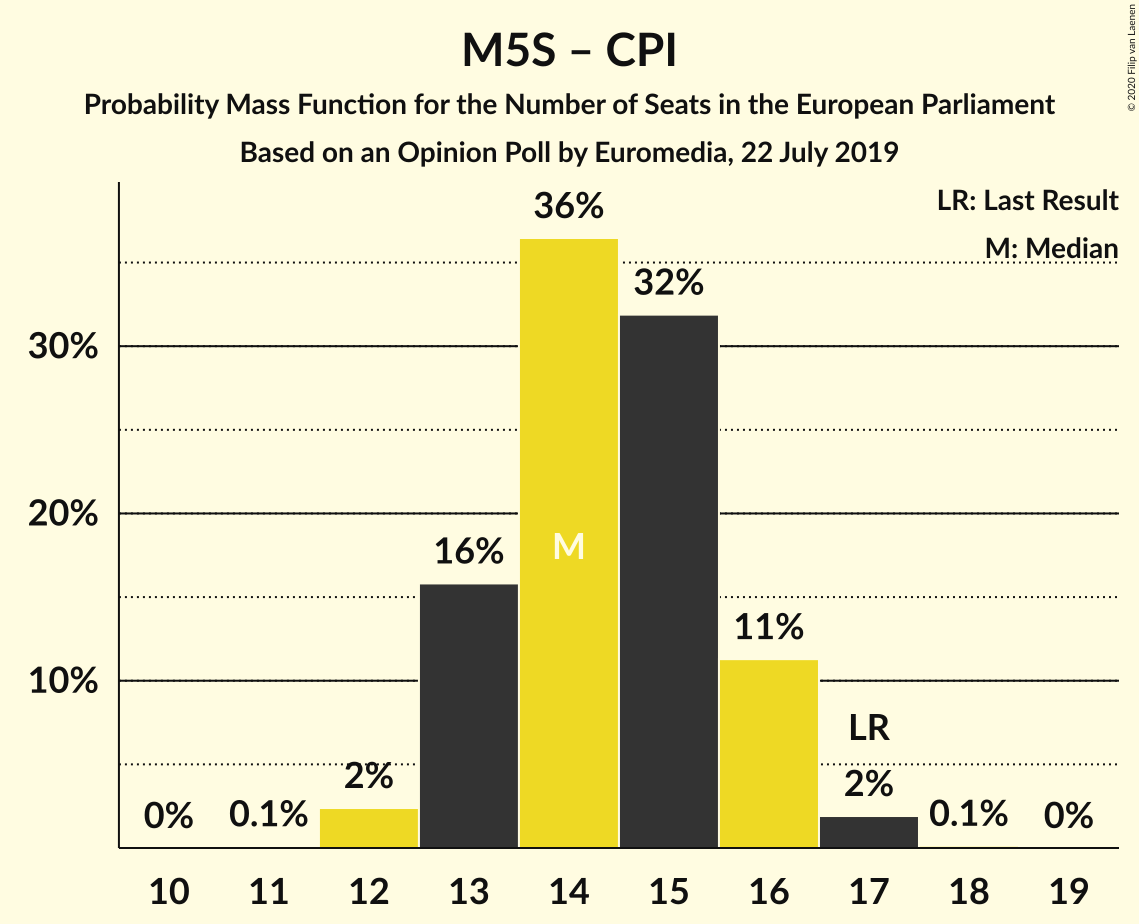 M5S – CPI
Probability Mass Function for the Number of Seats in the European Parliament
Based on an Opinion Poll by Euromedia, 22 July 2019
© 2020 Filip van Laenen
LR: Last Result
M: Median
36%
32%
30%
20%
16%
M
11%
10%
LR
2%
2%
0%
0.1%
0.1%
0%
10 11 12 13 14 15 16 17 18 19